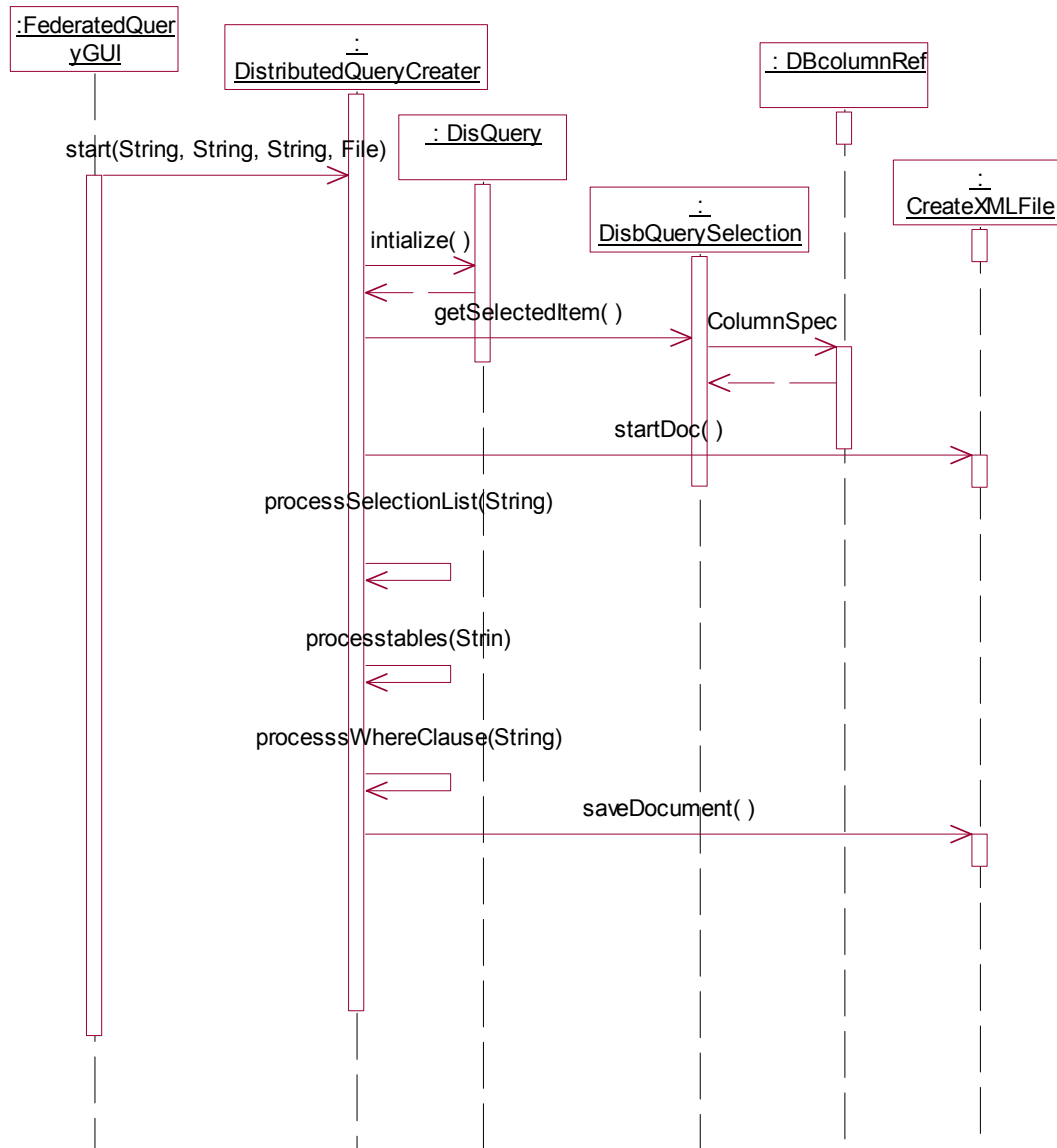 :FederatedQuer
yGUI
:
DistributedQueryCreater
: DisQuery
:
DisbQuerySelection
: DBcolumnRef
:
CreateXMLFile
start(String, String, String, File)
intialize( )
getSelectedItem( )
ColumnSpec
startDoc( )
processSelectionList(String)
processtables(Strin)
processsWhereClause(String)
saveDocument( )